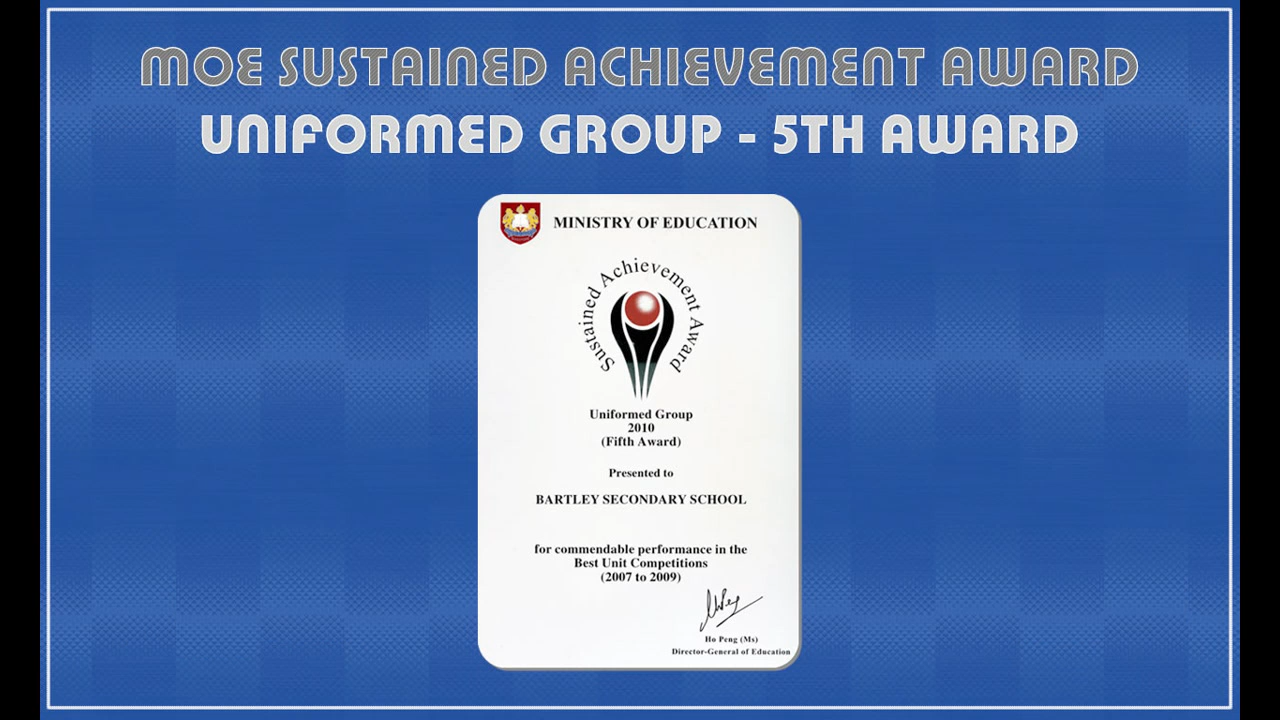 MOE SUSTAINED ACHIEVEMENT AWARD
UNIFORMED GROUP - 5TH AWARD
MINISTRY OF EDUCATION
Sustained Achievement Award
Uniformed Group
2010
(Fifth Award)
Presented to
BARTLEY SECONDARY SCHOOL
for commendable performance in the
Best Unit Competitions
(2007 to 2009)
Ho Peng (Ms)
Director-General of Education